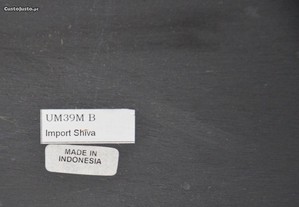 CustoJusto.pt
UM39M B
Import Shiva
MADE IN
INDONESIA